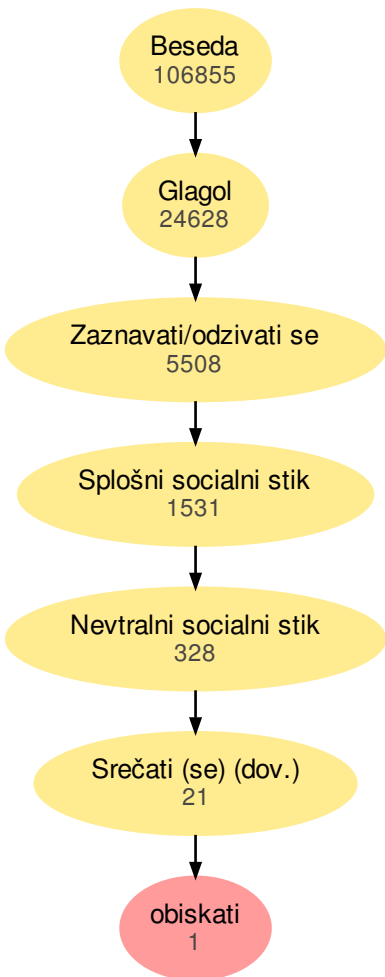 Beseda
106855
Glagol
24628
Zaznavati/odzivati se
5508
Splošni socialni stik
1531
Nevtralni socialni stik
328
Srečati (se) (dov.)
21
obiskati
1